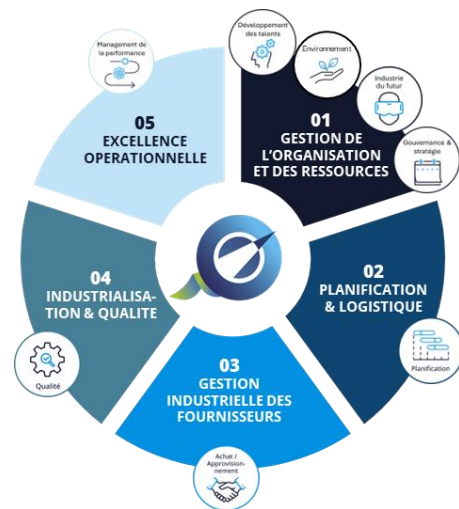 Développement
des talents
Environnement
Industrie
du futur
Gouvernance &
stratégie
01
GESTION DE
L'ORGANISATION
ET DES RESSOURCES
02
PLANIFICATION
& LOGISTIQUE
Planification
03
GESTION
INDUSTRIELLE DES
FOURNISSEURS
Achat /
Approvision-
nement
04
INDUSTRIALISA-
TION & QUALITE
Qualité
05
EXCELLENCE
OPERATIONNELLE
Management de
la performance